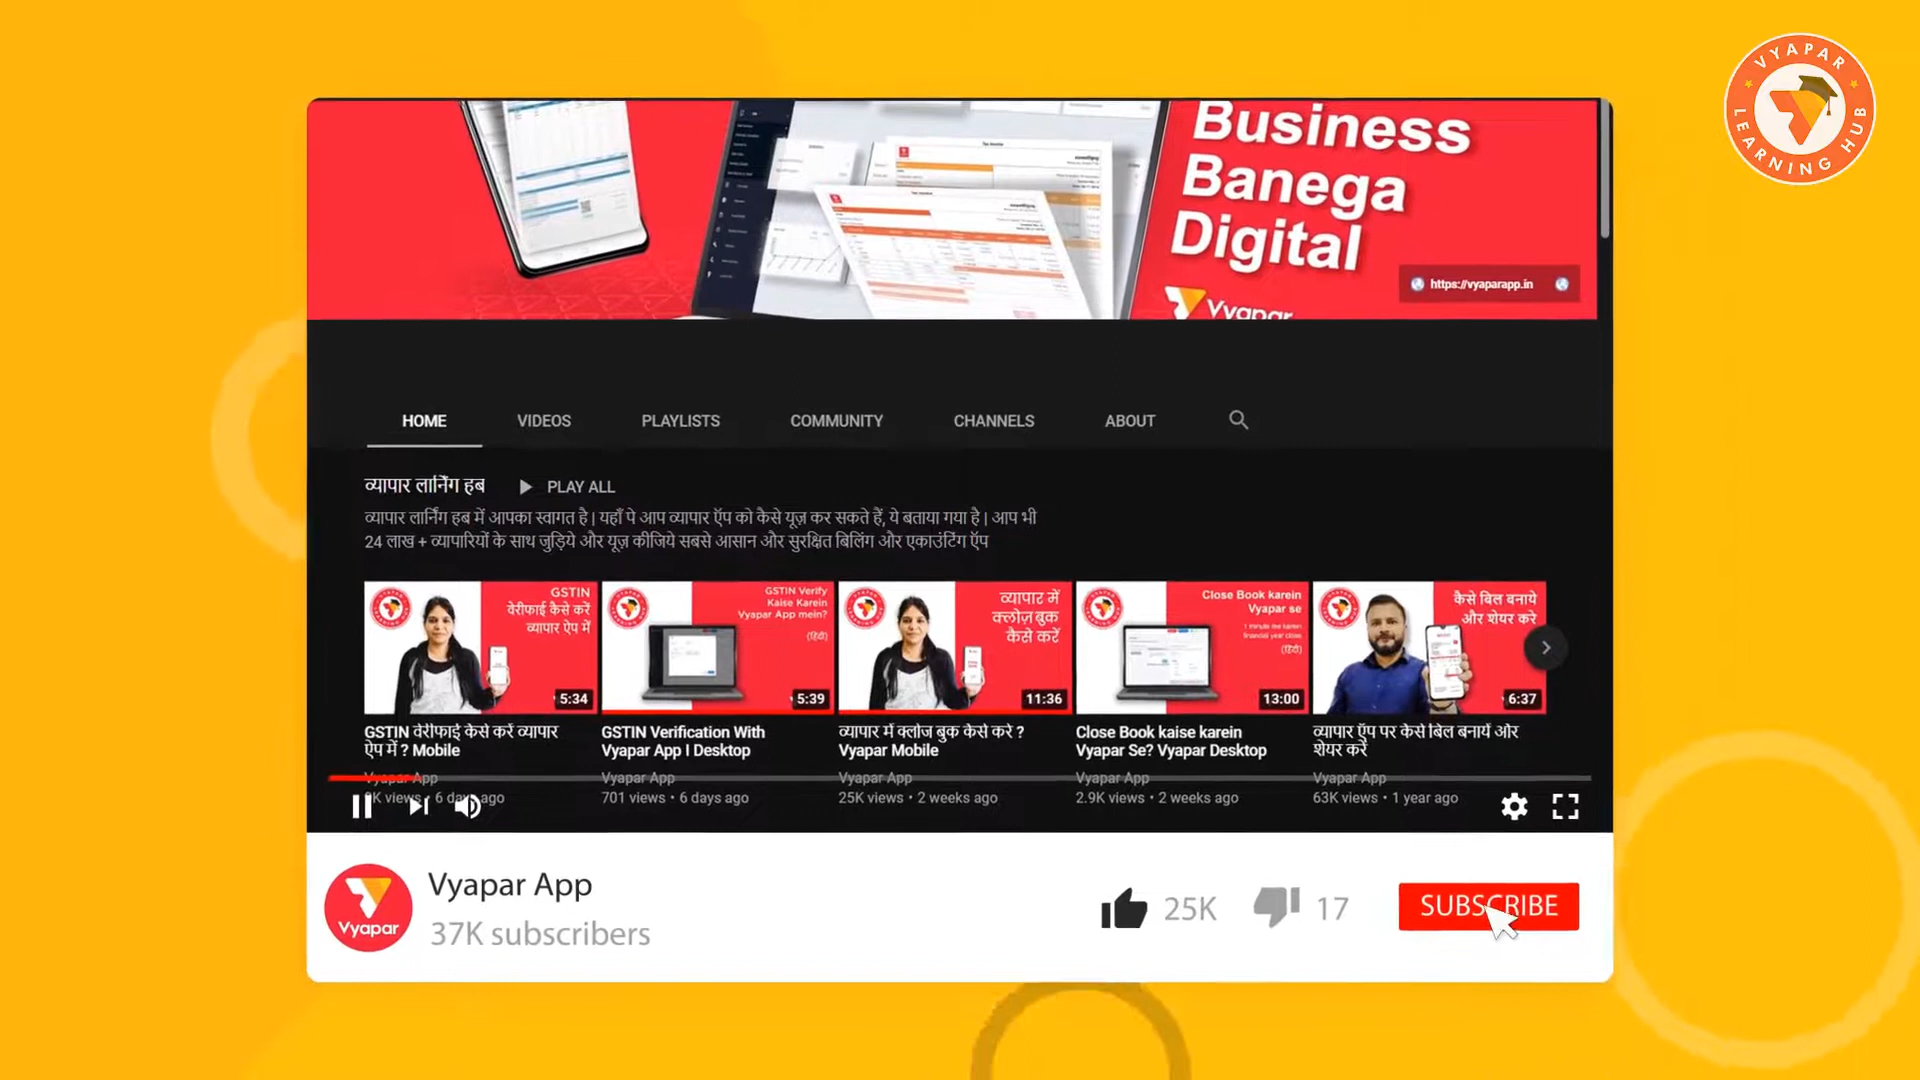 VYAPAR
LEARNING HUB
Business
Banega
Digital
https://vyaparapp.in
Vyapar
HOME VIDEOS PLAYLISTS COMMUNITY CHANNELS ABOUT
व्यापार लार्निंग हब PLAY ALL
व्यापार लार्निंग हब में आपका स्वागत है | यहाँ पे आप व्यापार ऍप को कैसे यूज़ कर सकते हैं, ये बताया गया है | आप भी
24 लाख + व्यापारियों के साथ जुड़िये और यूज़ कीजिये सबसे आसान और सुरक्षित बिलिंग और एकाउंटिंग ऍप
GSTIN
वेरीफाई कैसे करें
व्यापार ऐप में
5:34
GSTIN Verify
Kaise Karein
Vyapar App mein?
(हिंदी)
5:39
व्यापार में
क्लोज़ बुक
कैसे करें
11:36
Close Book karein
Vyapar se
1 minute me karein
financial year close
(हिंदी)
13:00
कैसे बिल बनाये
और शेयर करे
6:37
GSTIN वेरीफाई कैसे करें व्यापार
ऐप में ? Mobile
Vyapar App
K views • 6 days ago
GSTIN Verification With
Vyapar App I Desktop
Vyapar App
701 views • 6 days ago
व्यापार में क्लोज बुक कैसे करे ?
Vyapar Mobile
Vyapar App
25K views • 2 weeks ago
Close Book kaise karein
Vyapar Se? Vyapar Desktop
Vyapar App
2.9K views • 2 weeks ago
व्यापार ऍप पर कैसे बिल बनायें और
शेयर करें
Vyapar App
63K views • 1 year ago
Vyapar
Vyapar App
37K subscribers
25K 17 SUBSCRIBE